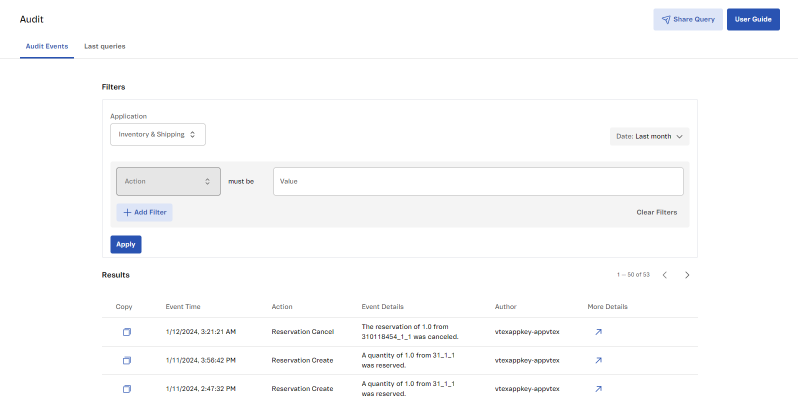 Audit
Share Query
User Guide
Audit Events
Last queries
Filters
Application
Inventory & Shipping
Date: Last month
Action
must be
Value
Add Filter
Clear Filters
Apply
Results
1 – 50 of 53
Copy Event Time Action Event Details Author More Details
1/12/2024, 3:21:21 AM Reservation Cancel The reservation of 1.0 from vtexappkey-appvtex
310118454_1_1 was canceled.
1/11/2024, 3:56:42 PM Reservation Create A quantity of 1.0 from 31_1_1 vtexappkey-appvtex
was reserved.
1/11/2024, 2:47:32 PM Reservation Create A quantity of 1.0 from 31_1_1 vtexappkey-appvtex
was reserved.